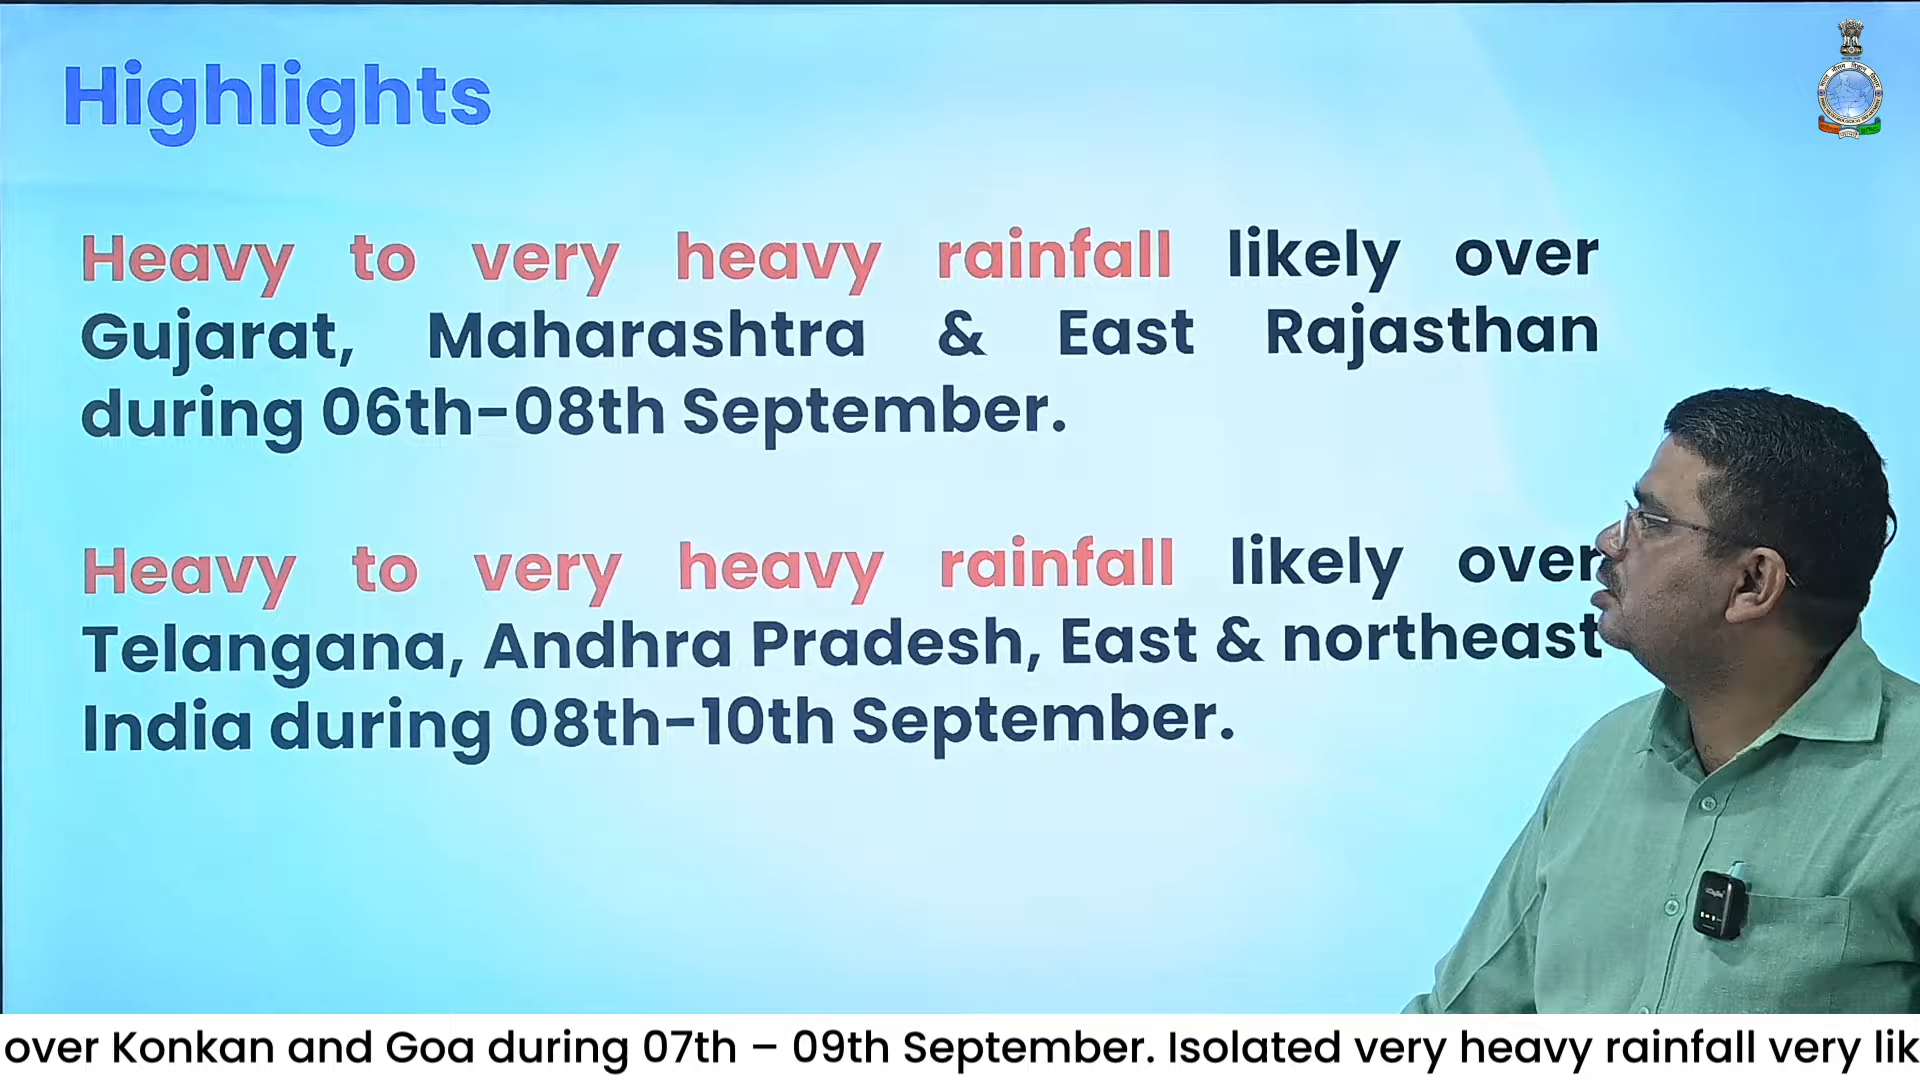 Highlights
Heavy to very heavy rainfall likely over
Gujarat, Maharashtra & East Rajasthan
during 06th-08th September.
Heavy to very heavy rainfall likely over
Telangana, Andhra Pradesh, East & northeast
India during 08th-10th September.
over Konkan and Goa during 07th – 09th September. Isolated very heavy rainfall very lik